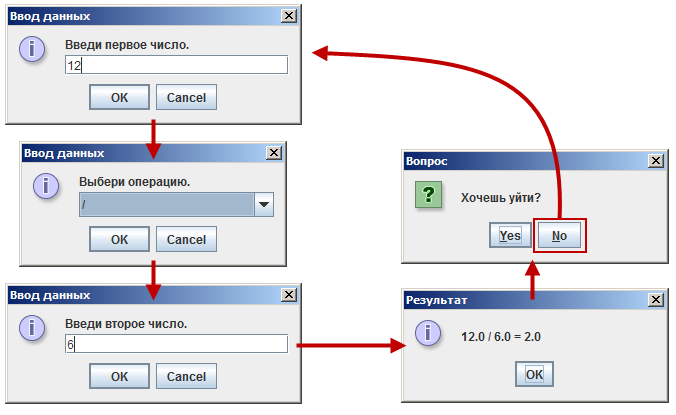 Ввод данных
Введи первое число.
12
OK Cancel
Ввод данных
Выбери операцию.
/
OK Cancel
Ввод данных
Введи второе число.
6
OK Cancel
Вопрос
Хочешь уйти?
Yes No
Результат
12.0 / 6.0 = 2.0
OK